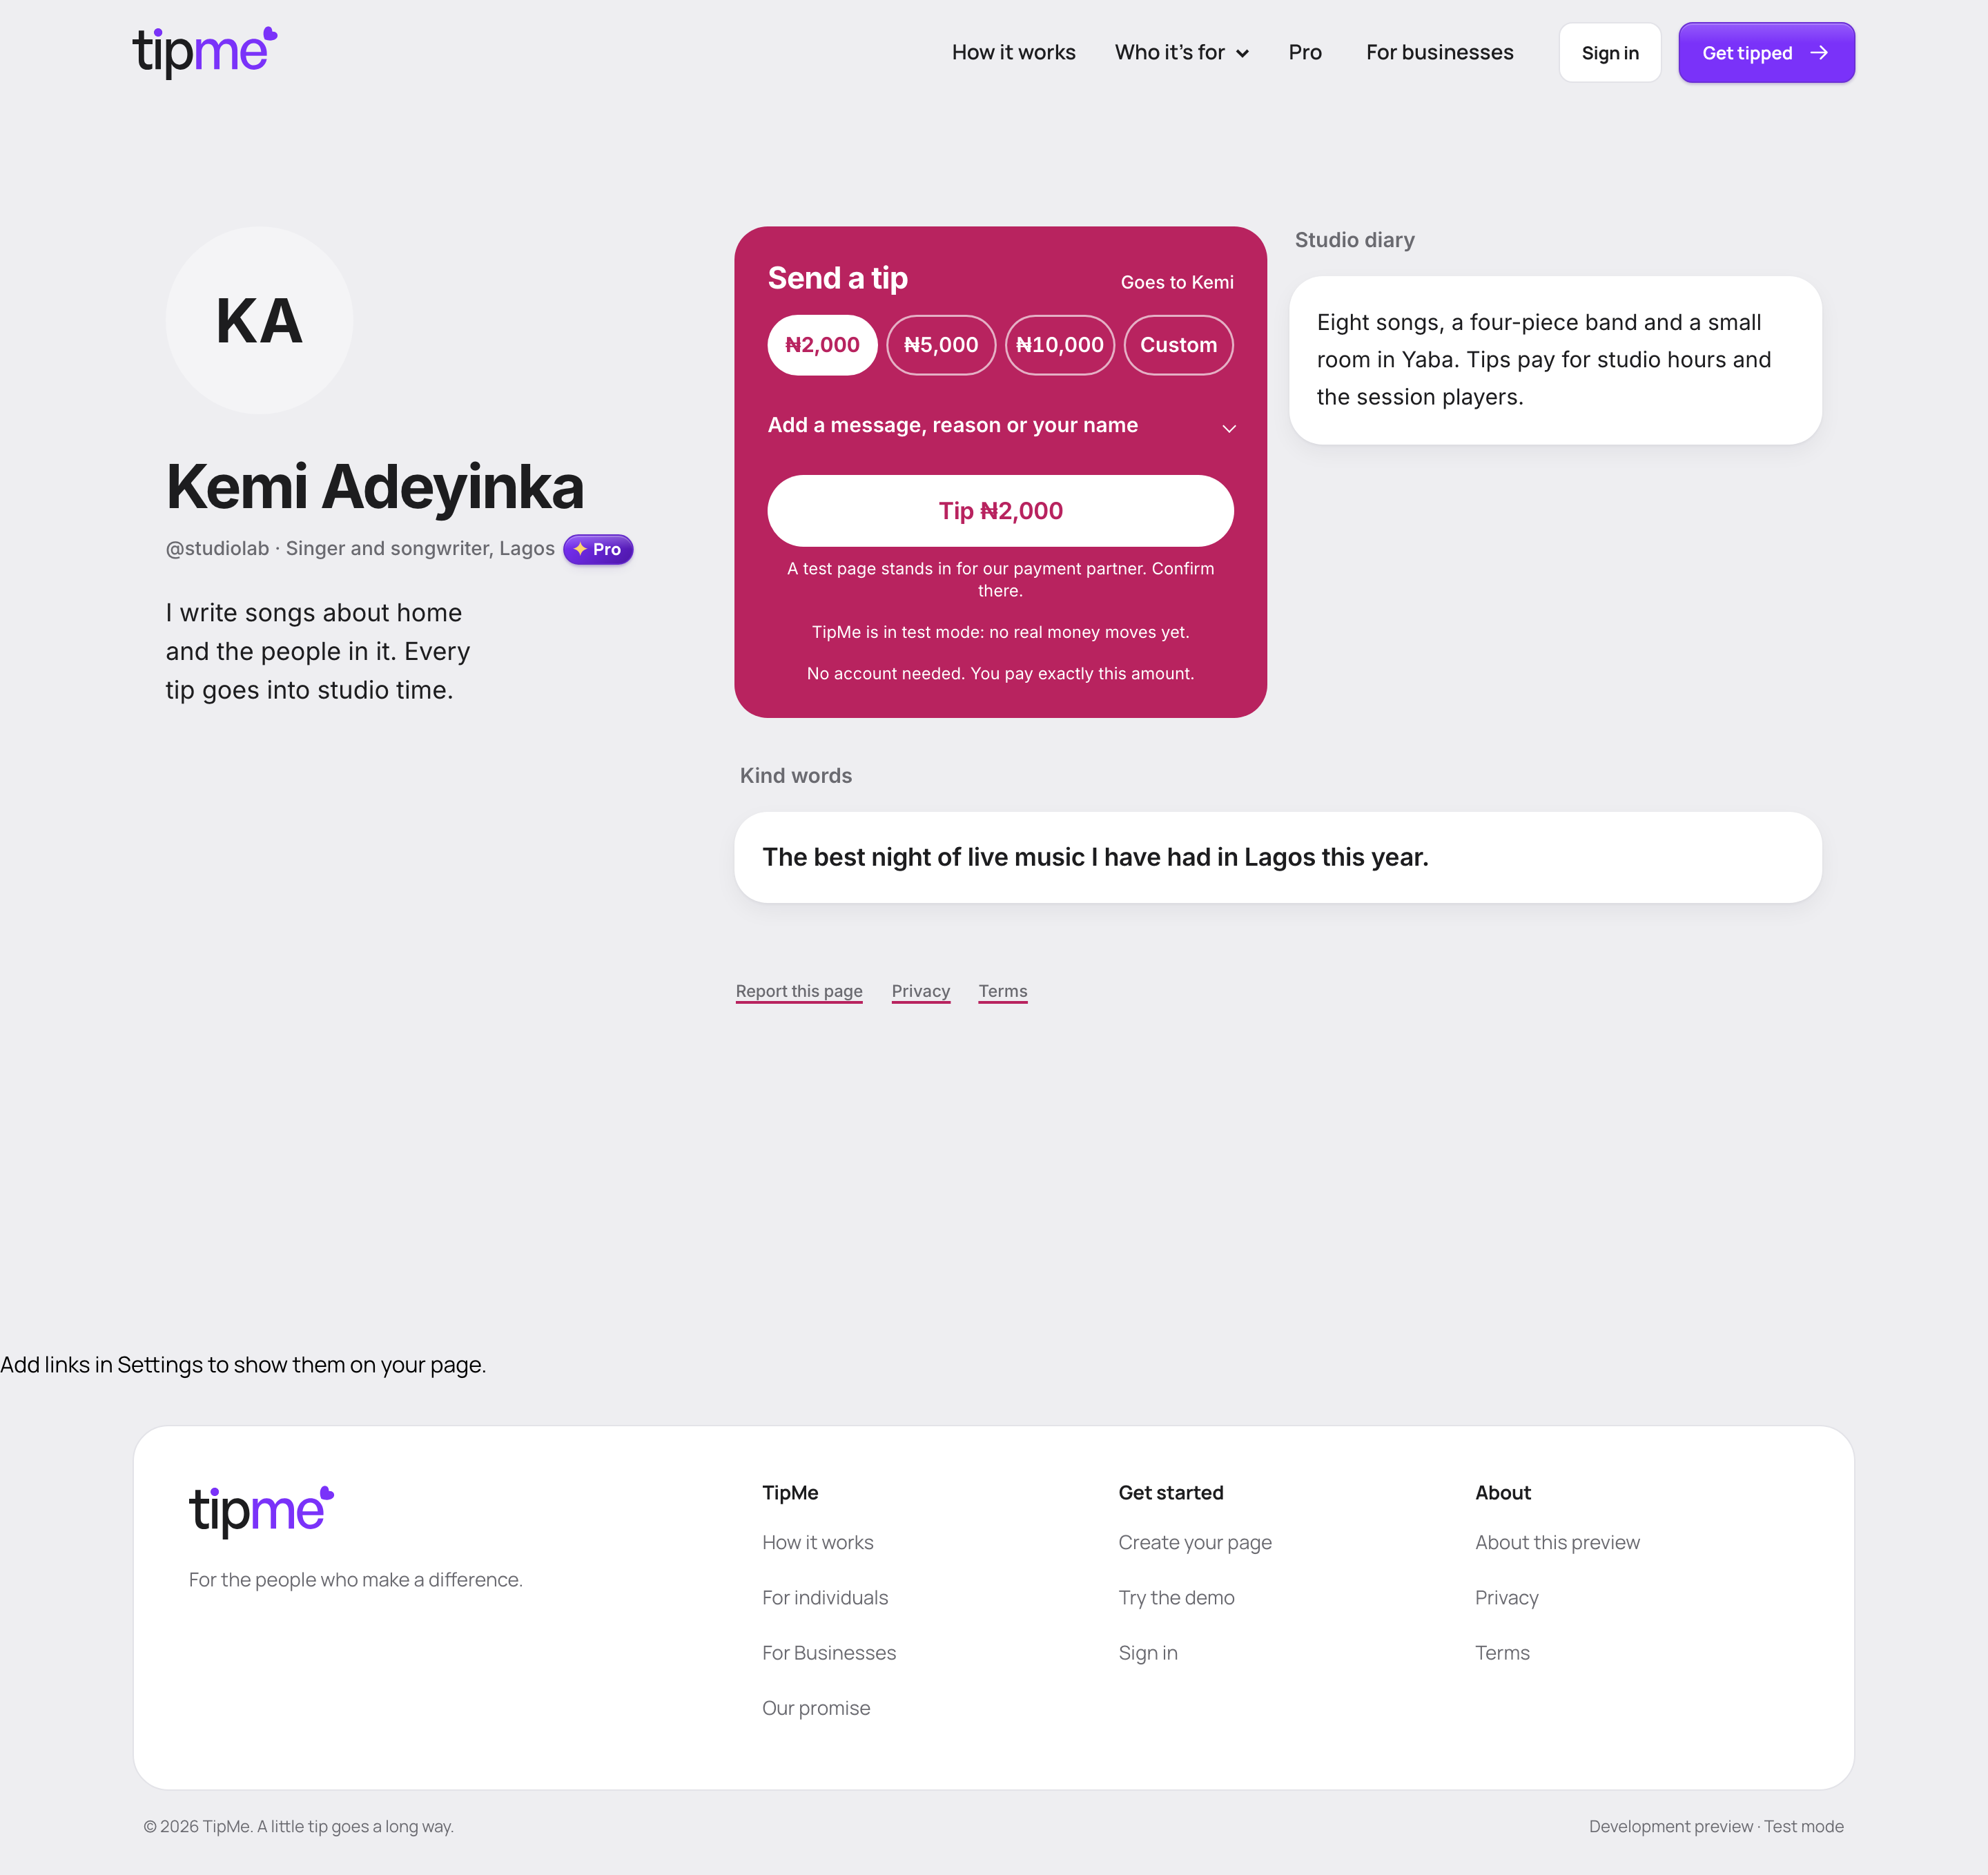 tipme
How it works
Who it's for
Pro
For businesses
Sign in
Get tipped
KA
Kemi Adeyinka
@studiolab · Singer and songwriter, Lagos
Pro
I write songs about home
and the people in it. Every
tip goes into studio time.
Send a tip
Goes to Kemi
₦2,000
₦5,000
₦10,000
Custom
Add a message, reason or your name
Tip ₦2,000
A test page stands in for our payment partner. Confirm
there.
TipMe is in test mode: no real money moves yet.
No account needed. You pay exactly this amount.
Studio diary
Eight songs, a four-piece band and a small
room in Yaba. Tips pay for studio hours and
the session players.
Kind words
The best night of live music I have had in Lagos this year.
Report this page
Privacy
Terms
Add links in Settings to show them on your page.
tipme
For the people who make a difference.
TipMe
How it works
For individuals
For Businesses
Our promise
Get started
Create your page
Try the demo
Sign in
About
About this preview
Privacy
Terms
© 2026 TipMe. A little tip goes a long way.
Development preview · Test mode